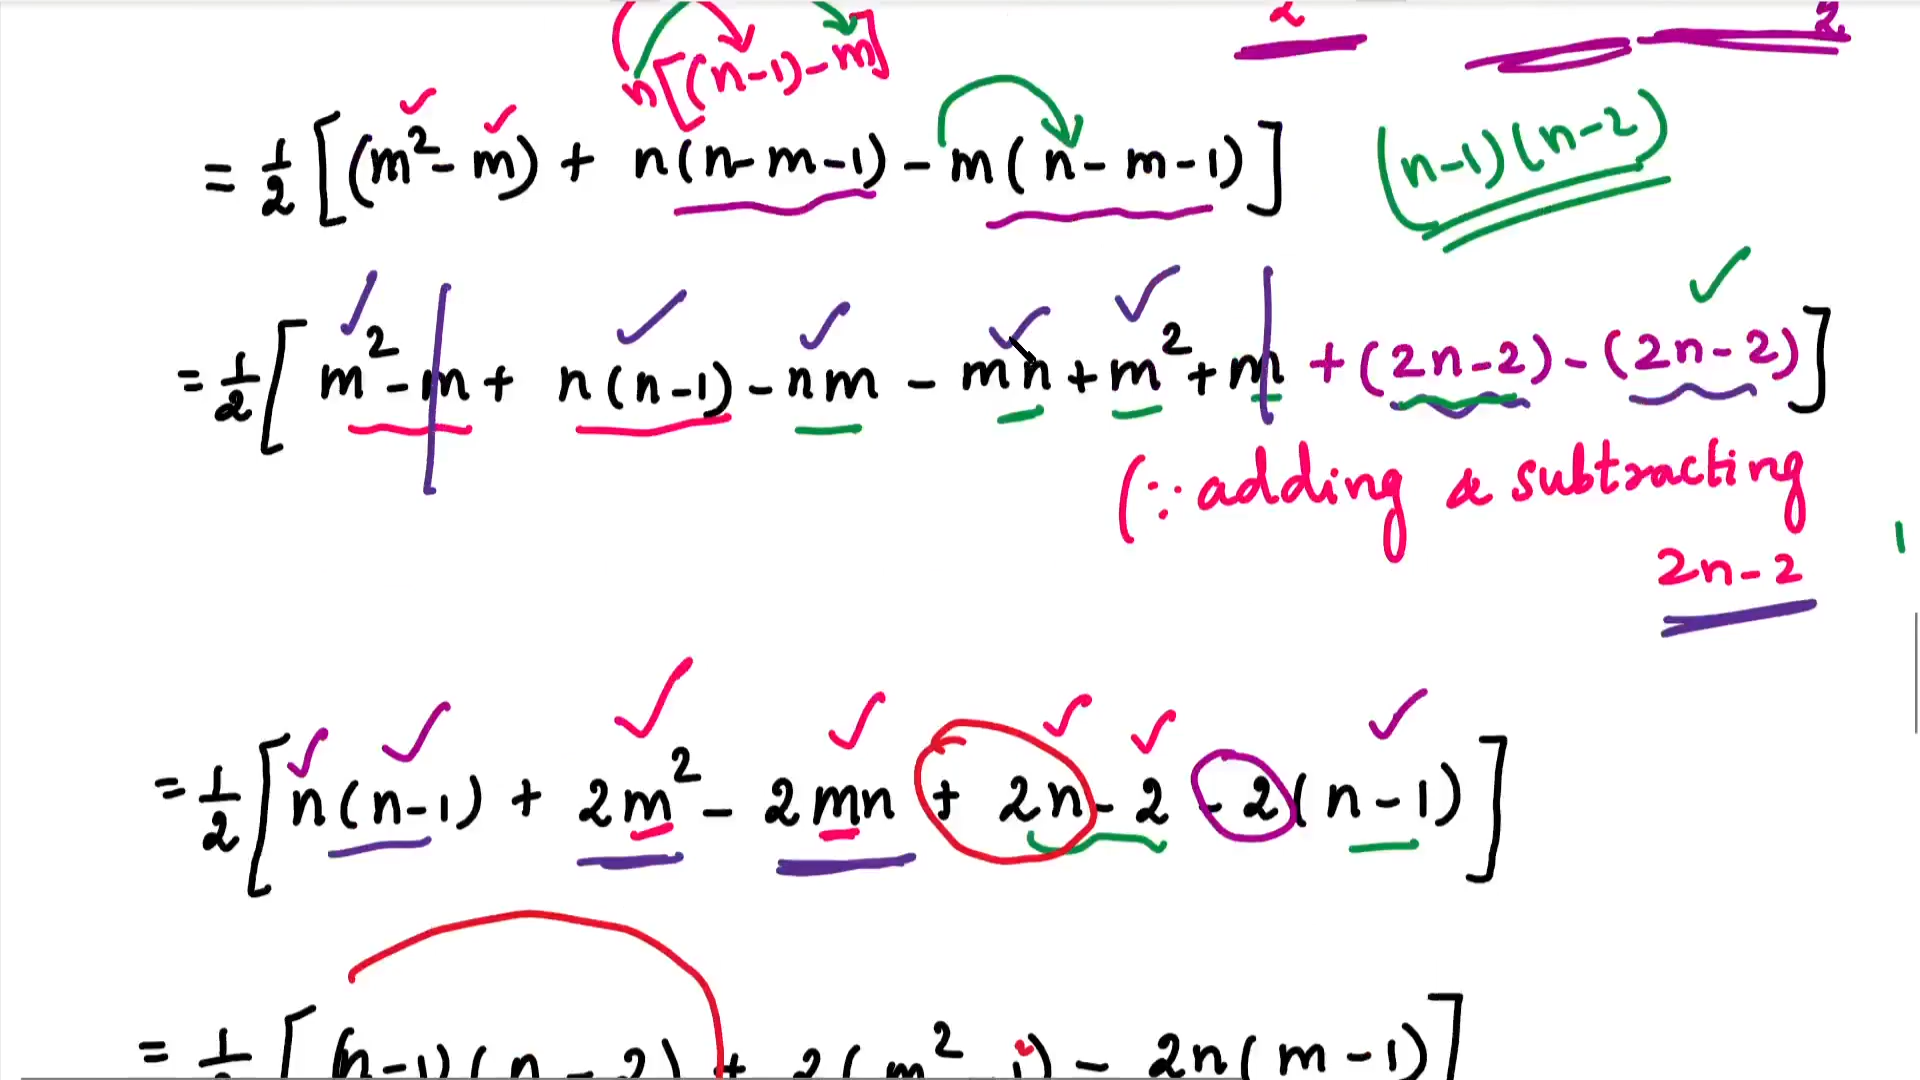 2 2
n[(n-1)-m]
= 1/2 [(m² - m) + n(n-m-1) - m(n-m-1)] (n-1)(n-2)
= 1/2 [m² - m + n(n-1) - nm - mn + m² + m + (2n-2) - (2n-2)]
(∵ adding & subtracting
2n-2
= 1/2 [n(n-1) + 2m² - 2mn + 2n - 2 - 2(n-1)]
= 1/2 [(n-1)(n-2) + 2(m² - 1) - 2n(m-1)]